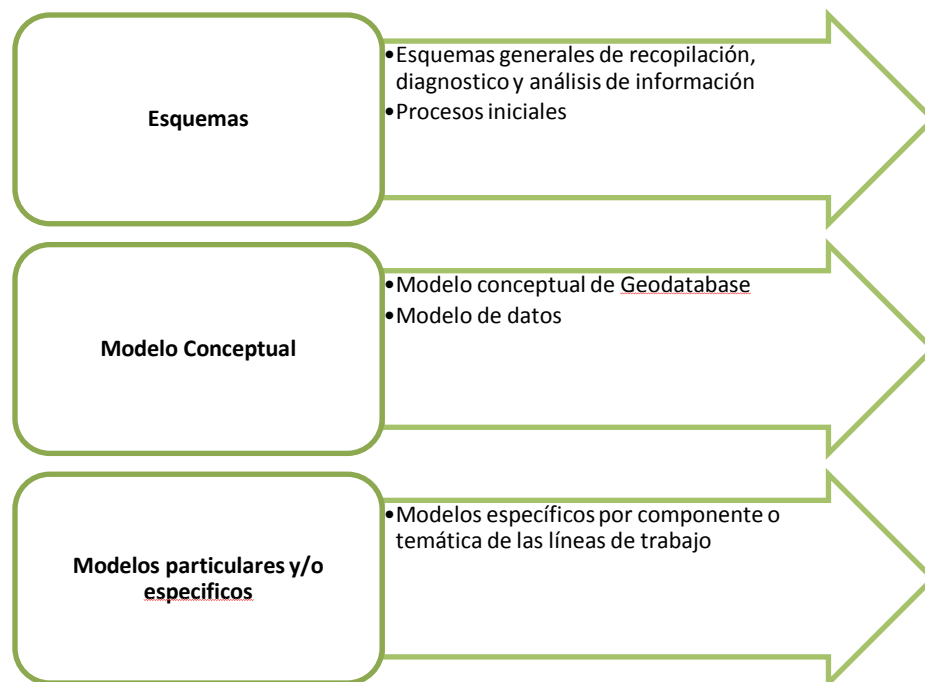 Esquemas
•Esquemas generales de recopilación,
diagnostico y análisis de información
•Procesos iniciales
Modelo Conceptual
•Modelo conceptual de Geodatabase
•Modelo de datos
Modelos particulares y/o
especificos
•Modelos específicos por componente o
temática de las líneas de trabajo